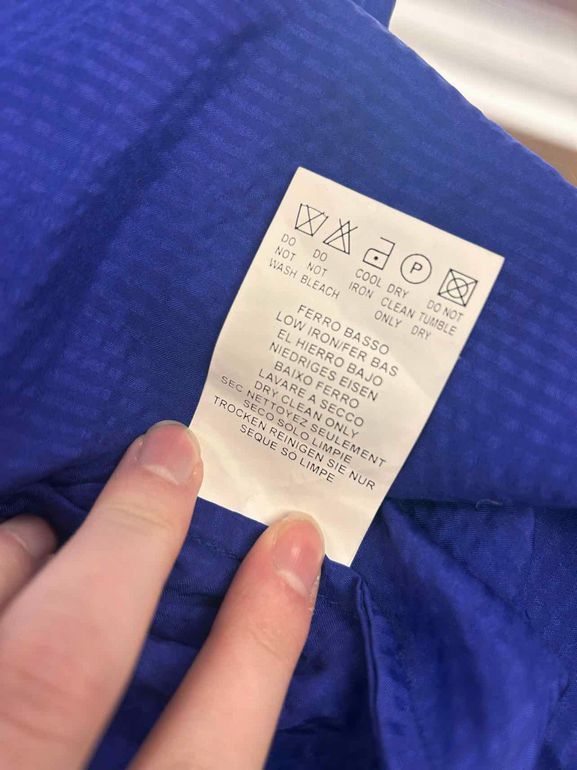 P
DO NOT WASH
DO NOT BLEACH
COOL IRON
DRY CLEAN ONLY
DO NOT TUMBLE DRY
FERRO BASSO
LOW IRON/FER BAS
EL HIERRO BAJO
NIEDRIGES EISEN
BAIXO FERRO
LAVARE A SECCO
DRY CLEAN ONLY
SEC NETTOYEZ SEULEMENT
SECO SOLO LIMPIE
TROCKEN REINIGEN SIE NUR
SEQUE SO LIMPE